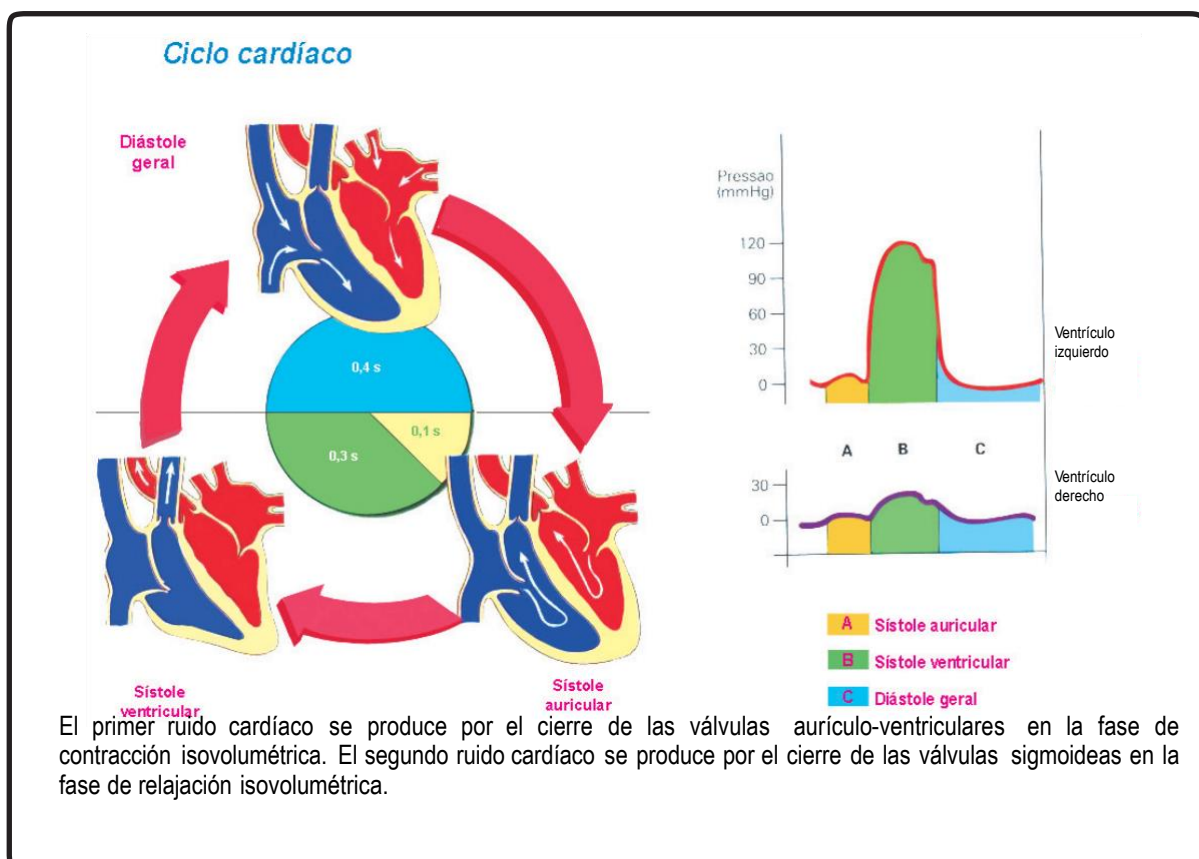 Ciclo cardíaco
Diástole
geral
0,4 s
0,1 s
0,3 s
Sístole
ventricular
Sístole
auricular
Pressao
(mmHg)
120
90
60
30
0
Ventrículo
izquierdo
A B C
30
0
Ventrículo
derecho
A Sístole auricular
B Sístole ventricular
C Diástole geral
El primer ruido cardíaco se produce por el cierre de las válvulas aurículo-ventriculares en la fase de
contracción isovolumétrica. El segundo ruido cardíaco se produce por el cierre de las válvulas sigmoideas en la
fase de relajación isovolumétrica.